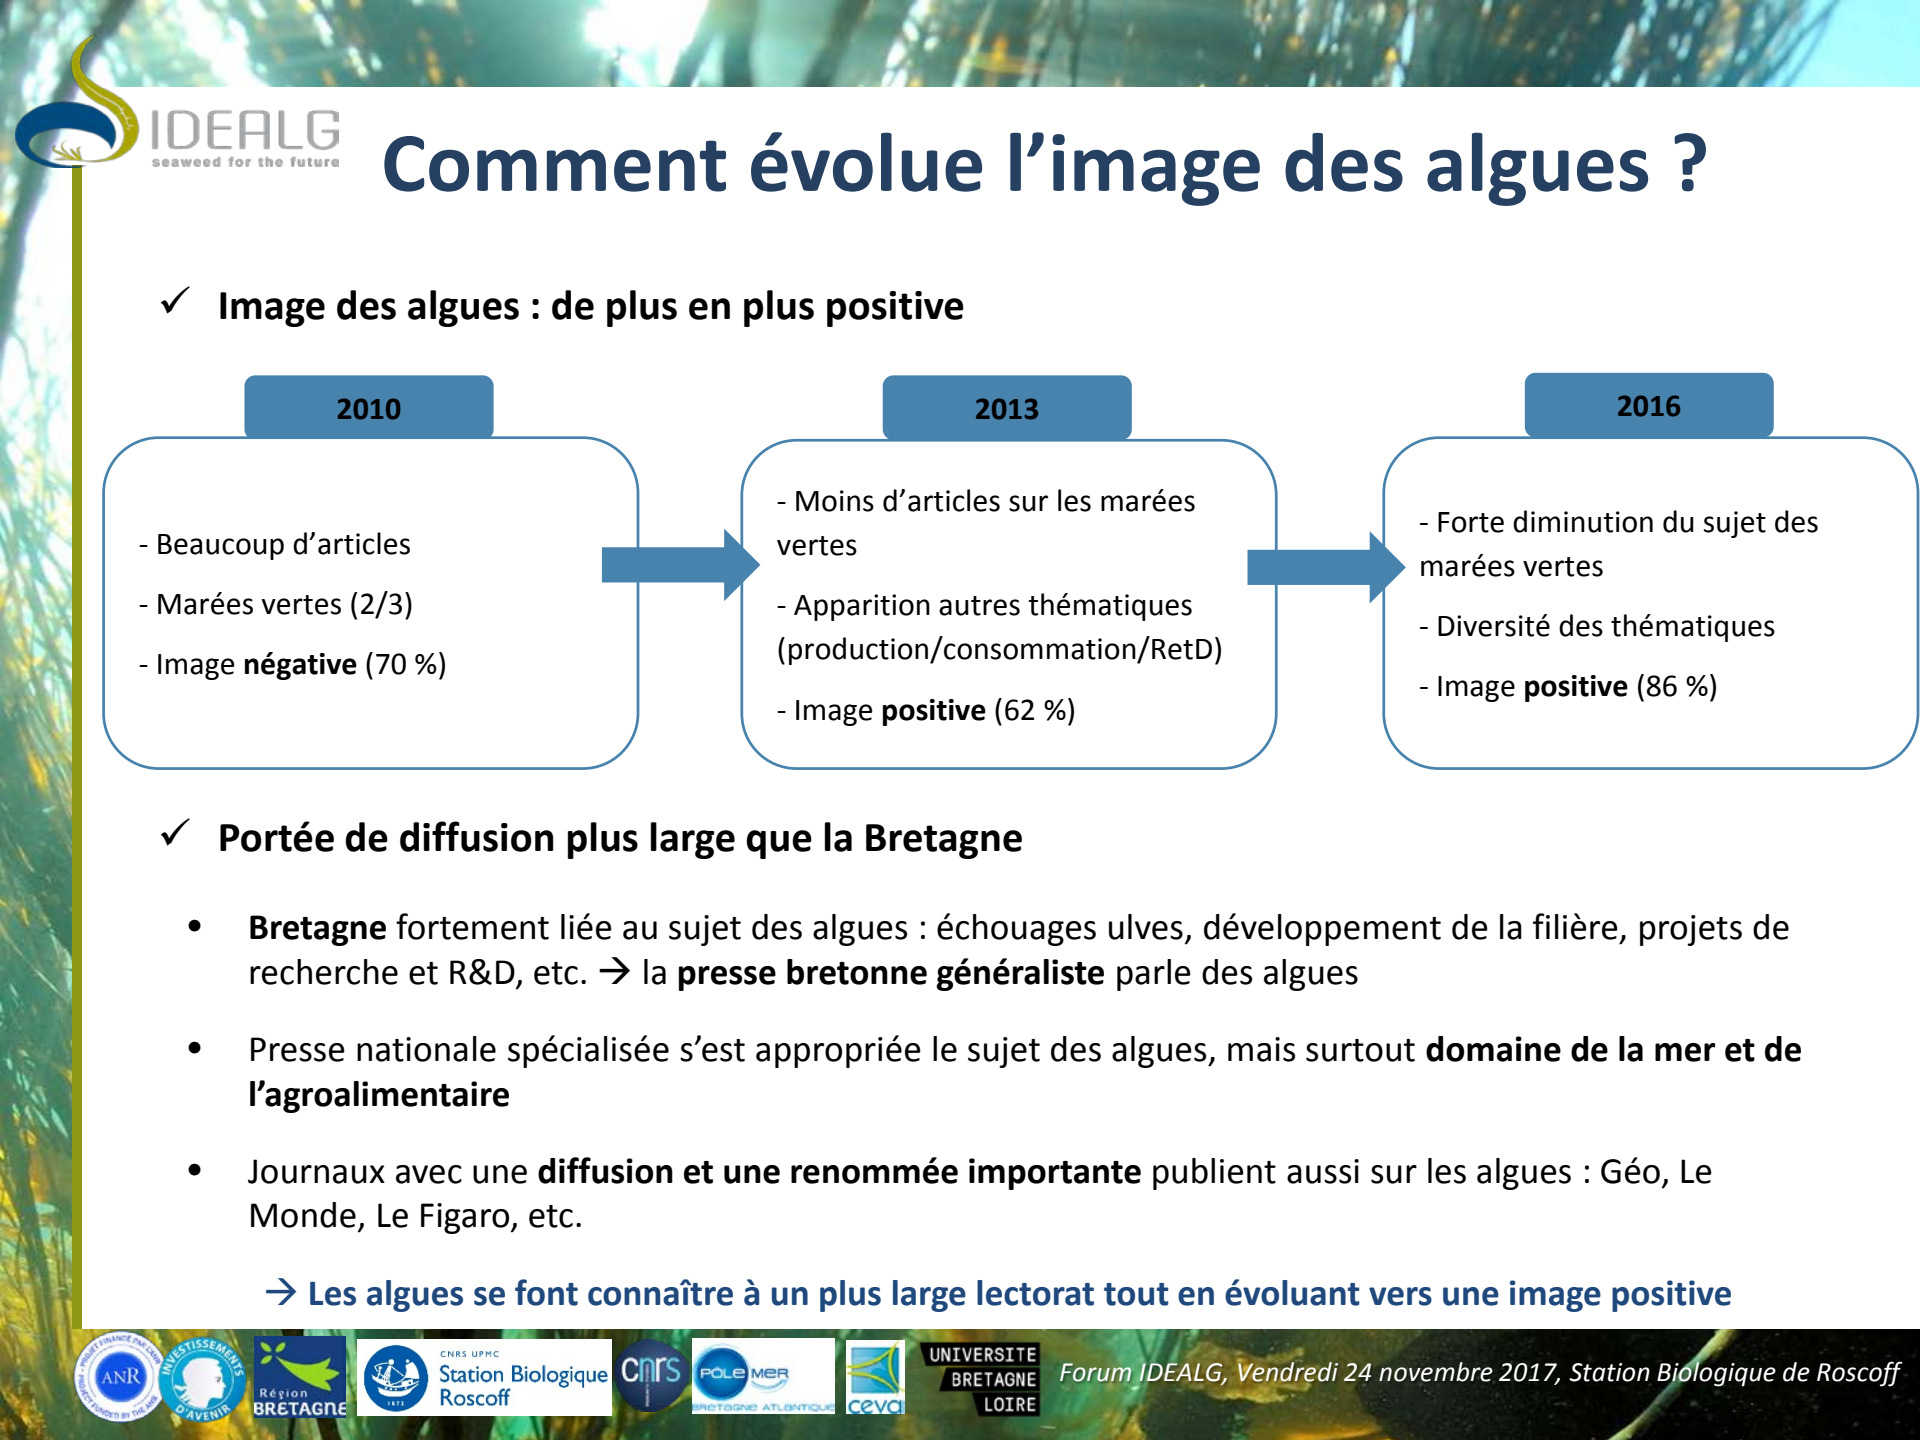 IDEALG
seaweed for the future
Comment évolue l’image des algues ?
✓ Image des algues : de plus en plus positive
2010
- Beaucoup d’articles
- Marées vertes (2/3)
- Image négative (70 %)
2013
- Moins d’articles sur les marées
vertes
- Apparition autres thématiques
(production/consommation/RetD)
- Image positive (62 %)
2016
- Forte diminution du sujet des
marées vertes
- Diversité des thématiques
- Image positive (86 %)
✓ Portée de diffusion plus large que la Bretagne
• Bretagne fortement liée au sujet des algues : échouages ulves, développement de la filière, projets de
recherche et R&D, etc. → la presse bretonne généraliste parle des algues
• Presse nationale spécialisée s’est appropriée le sujet des algues, mais surtout domaine de la mer et de
l’agroalimentaire
• Journaux avec une diffusion et une renommée importante publient aussi sur les algues : Géo, Le
Monde, Le Figaro, etc.
→ Les algues se font connaître à un plus large lectorat tout en évoluant vers une image positive
PROJET FINANCÉ PAR L'ANR
ANR
INVESTISSEMENTS
D'AVENIR
Région
BRETAGNE
CNRS UPMC
Station Biologique
Roscoff
1872
cnrs
POLE MER
BRETAGNE ATLANTIQUE
ceva
UNIVERSITE
BRETAGNE
LOIRE
Forum IDEALG, Vendredi 24 novembre 2017, Station Biologique de Roscoff